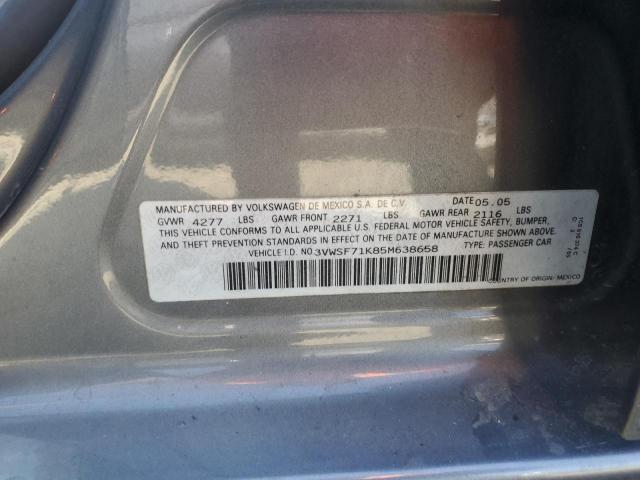 MANUFACTURED BY VOLKSWAGEN DE MEXICO S.A. DE C.V. DATE 05.05
GVWR 4277 LBS GAWR FRONT 2271 LBS GAWR REAR 2116 LBS
THIS VEHICLE CONFORMS TO ALL APPLICABLE FEDERAL MOTOR VEHICLE SAFETY, BUMPER,
AND THEFT PREVENTION STANDARDS IN EFFECT ON THE DATE OF MANUFACTURE SHOWN ABOVE.
VEHICLE I.D. NO. 3VWSF71K85M638658 TYPE: PASSENGER CAR
COUNTRY OF ORIGIN: MEXICO